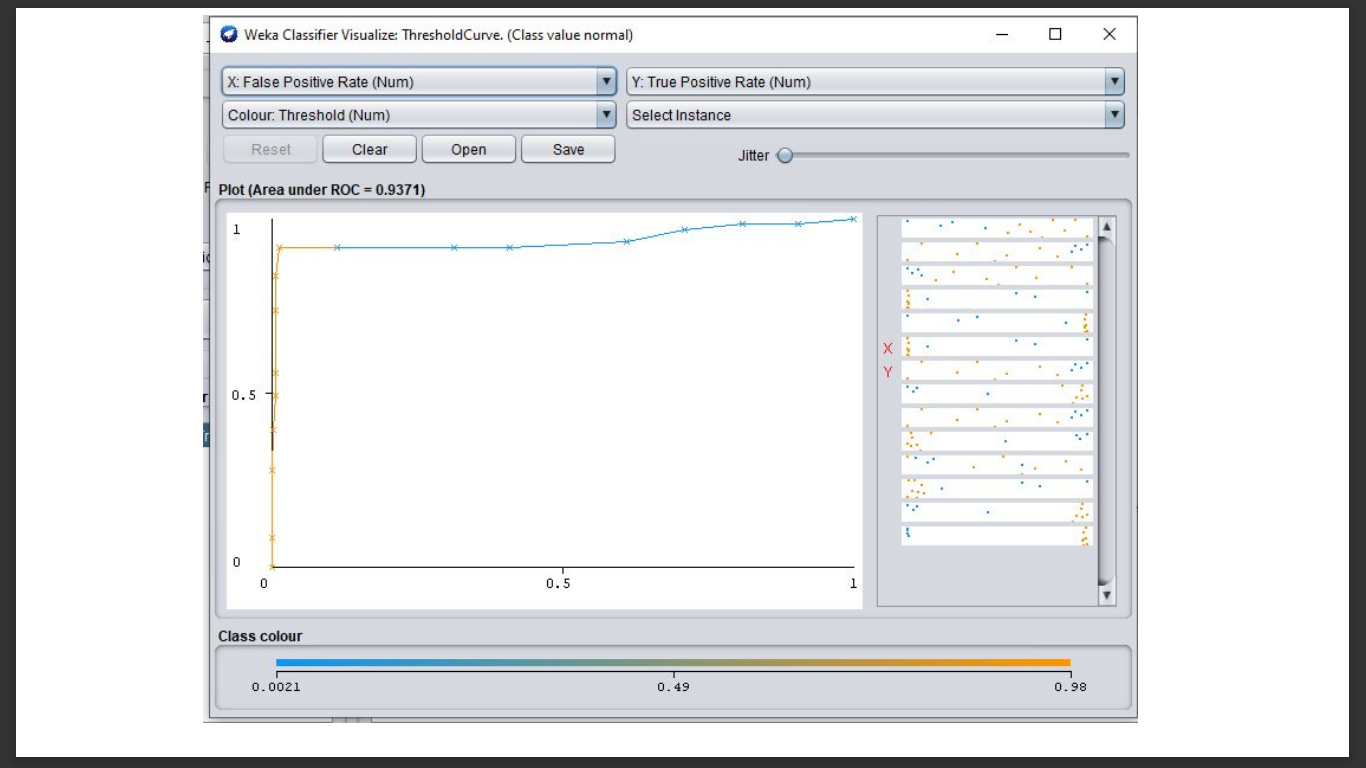 Weka Classifier Visualize: ThresholdCurve. (Class value normal)
X: False Positive Rate (Num)
Y: True Positive Rate (Num)
Colour: Threshold (Num)
Select Instance
Reset
Clear
Open
Save
Jitter
Plot (Area under ROC = 0.9371)
1
0.5
0
0
0.5
1
X
Y
Class colour
0.0021
0.49
0.98